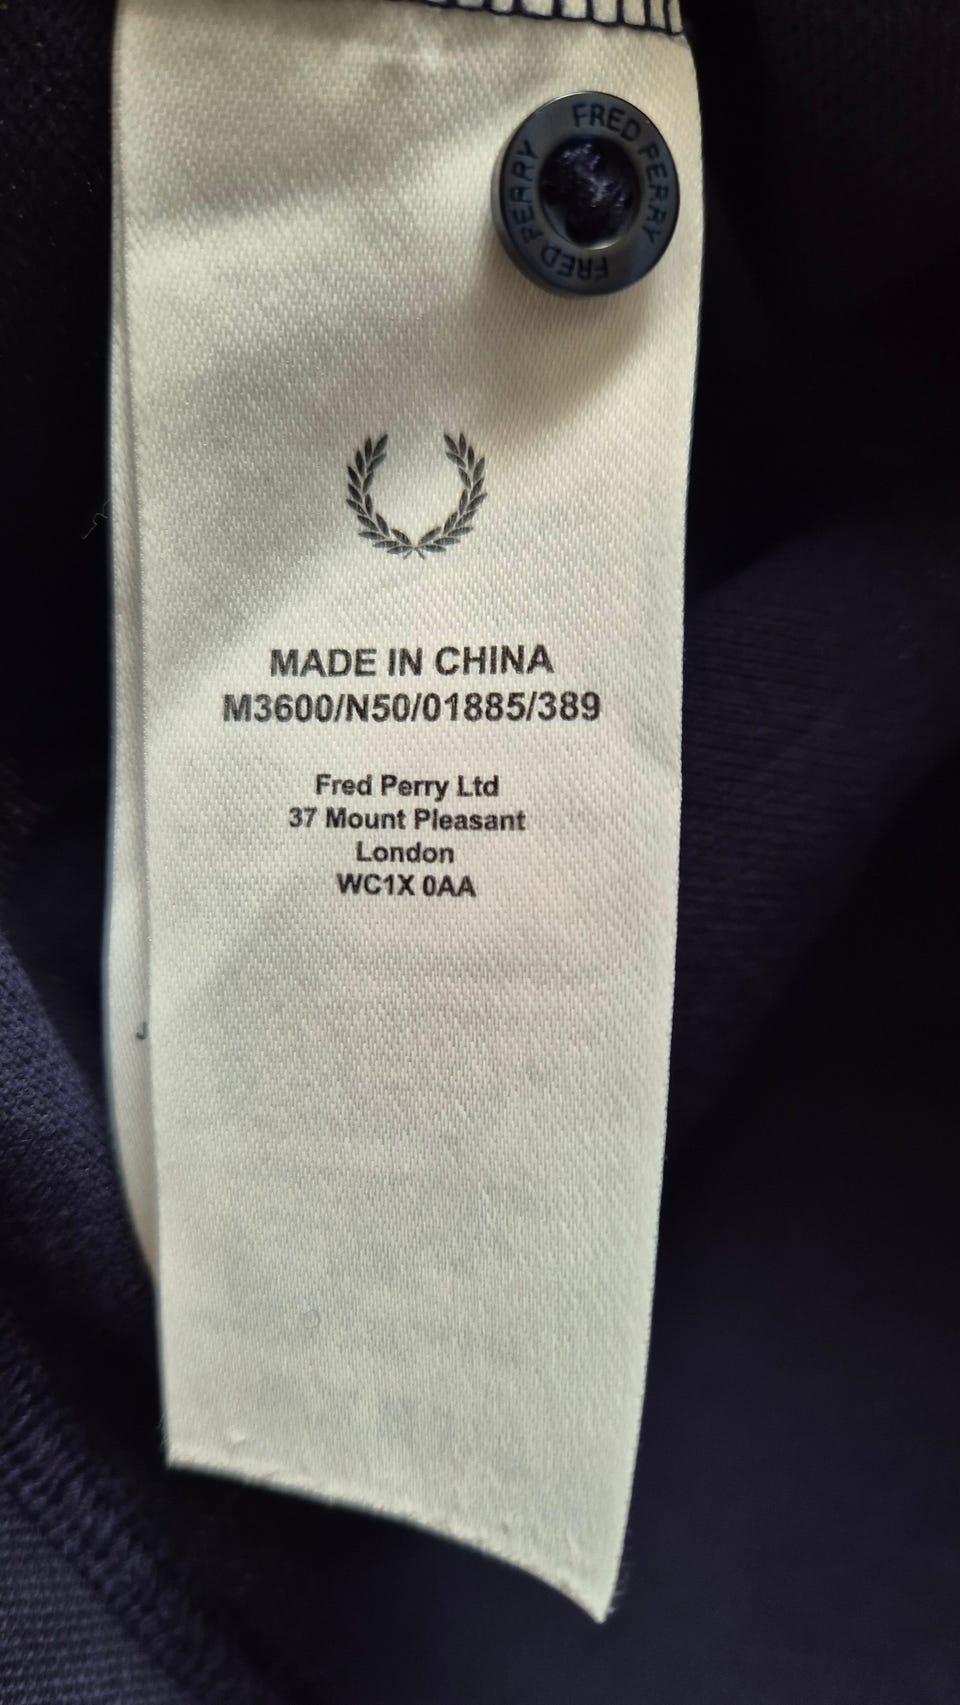 FRED PERRY FRED PERRY
MADE IN CHINA
M3600/N50/01885/389
Fred Perry Ltd
37 Mount Pleasant
London
WC1X 0AA
J